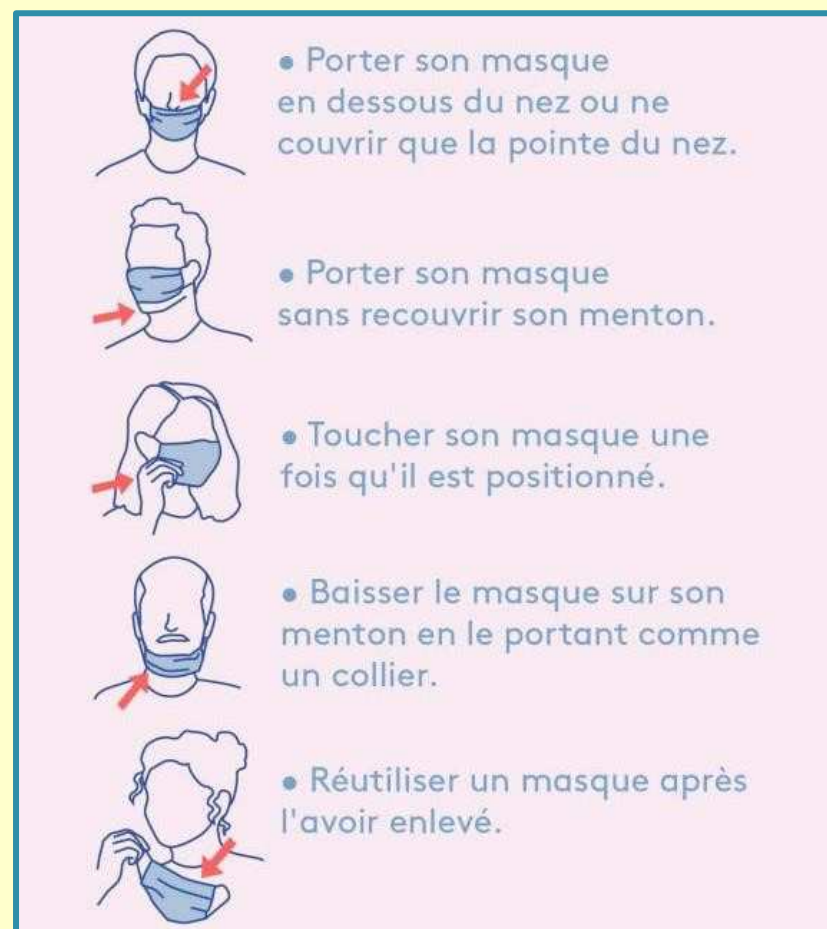 • Porter son masque
en dessous du nez ou ne
couvrir que la pointe du nez.
• Porter son masque
sans recouvrir son menton.
• Toucher son masque une
fois qu'il est positionné.
• Baisser le masque sur son
menton en le portant comme
un collier.
• Réutiliser un masque après
l'avoir enlevé.